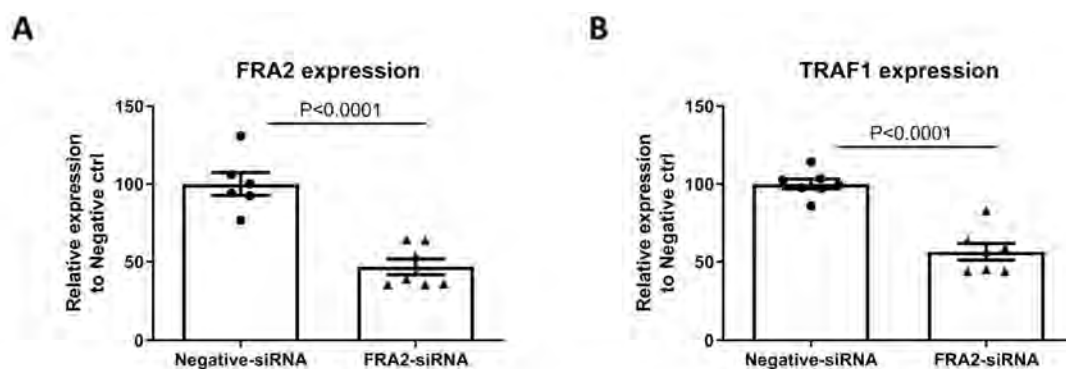 A
FRA2 expression
P<0.0001
Relative expression
to Negative ctrl
150
100
50
0
Negative-siRNA FRA2-siRNA
B
TRAF1 expression
P<0.0001
Relative expression
to Negative ctrl
150
100
50
0
Negative-siRNA FRA2-siRNA